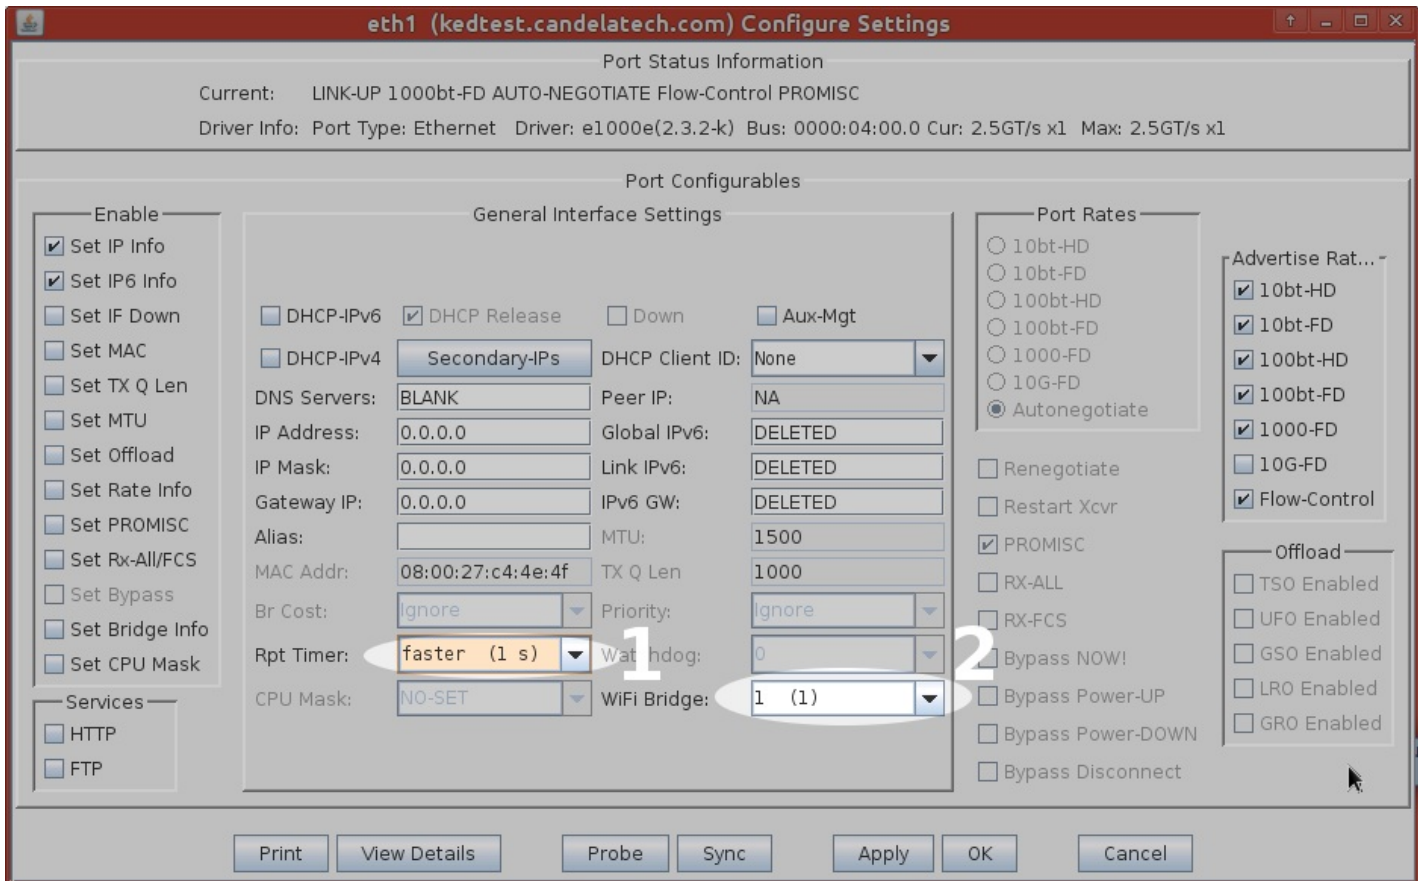 eth1 (kedtest.candelatech.com) Configure Settings
Port Status Information
Current: LINK-UP 1000bt-FD AUTO-NEGOTIATE Flow-Control PROMISC
Driver Info: Port Type: Ethernet Driver: e1000e(2.3.2-k) Bus: 0000:04:00.0 Cur: 2.5GT/s x1 Max: 2.5GT/s x1
Port Configurables
Enable
Set IP Info
Set IP6 Info
Set IF Down
Set MAC
Set TX Q Len
Set MTU
Set Offload
Set Rate Info
Set PROMISC
Set Rx-All/FCS
Set Bypass
Set Bridge Info
Set CPU Mask
Services
HTTP
FTP
General Interface Settings
DHCP-IPv6 DHCP Release Down Aux-Mgt
DHCP-IPv4 Secondary-IPs DHCP Client ID: None
DNS Servers: BLANK Peer IP: NA
IP Address: 0.0.0.0 Global IPv6: DELETED
IP Mask: 0.0.0.0 Link IPv6: DELETED
Gateway IP: 0.0.0.0 IPv6 GW: DELETED
Alias: MTU: 1500
MAC Addr: 08:00:27:c4:4e:4f TX Q Len 1000
Br Cost: Ignore Priority: Ignore
Rpt Timer: faster (1 s) 1 Watchdog: 0 2
CPU Mask: NO-SET WiFi Bridge: 1 (1)
Port Rates
10bt-HD
10bt-FD
100bt-HD
100bt-FD
1000-FD
10G-FD
Autonegotiate
Renegotiate
Restart Xcvr
PROMISC
RX-ALL
RX-FCS
Bypass NOW!
Bypass Power-UP
Bypass Power-DOWN
Bypass Disconnect
Advertise Rat...
10bt-HD
10bt-FD
100bt-HD
100bt-FD
1000-FD
10G-FD
Flow-Control
Offload
TSO Enabled
UFO Enabled
GSO Enabled
LRO Enabled
GRO Enabled
Print View Details Probe Sync Apply OK Cancel